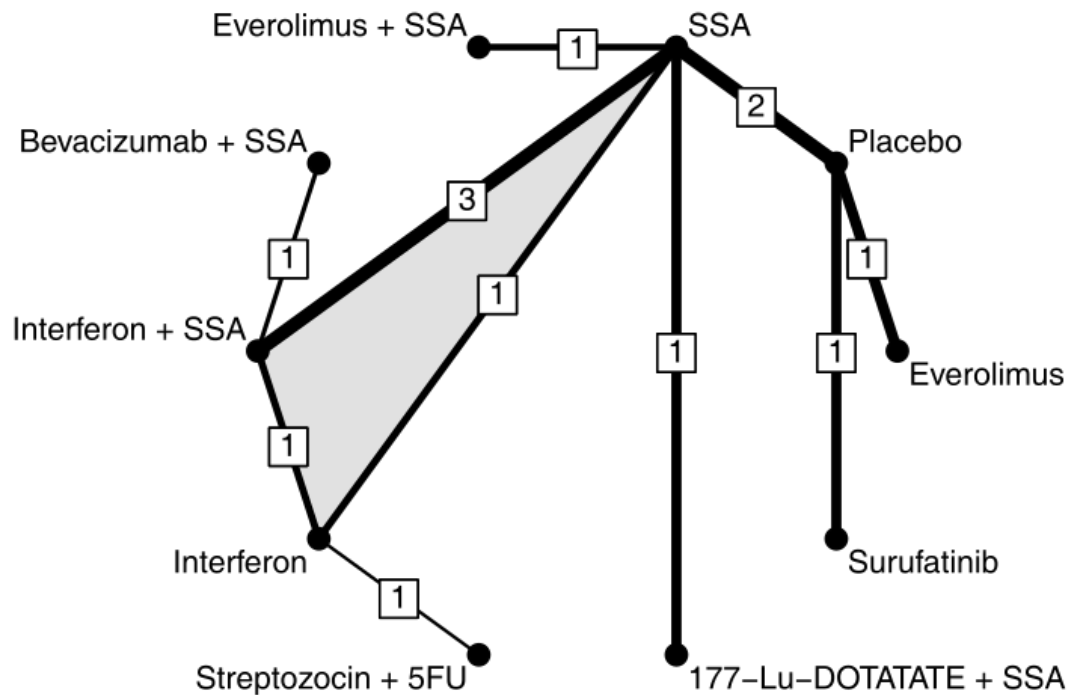 Everolimus + SSA
SSA
1
2
Bevacizumab + SSA
Placebo
3
1
1
1
Interferon + SSA
1
1
Everolimus
1
Interferon
Surufatinib
1
Streptozocin + 5FU
177−Lu−DOTATATE + SSA